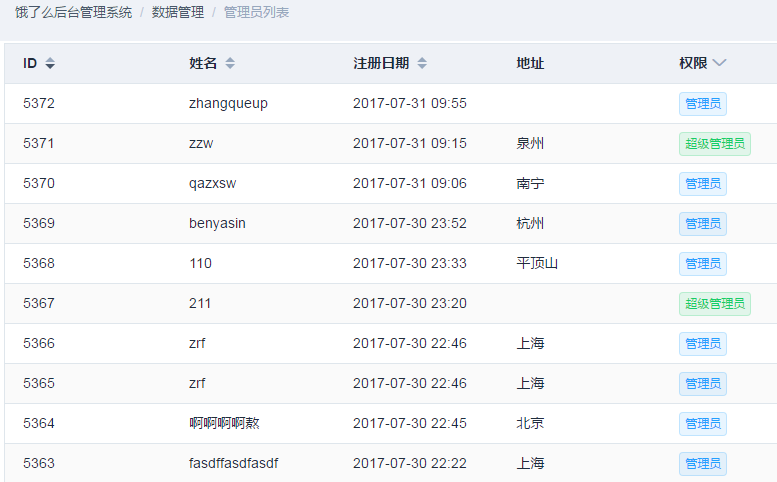 饿了么后台管理系统 / 数据管理 / 管理员列表
ID 姓名 注册日期 地址 权限
5372 zhangqueup 2017-07-31 09:55 管理员
5371 zzw 2017-07-31 09:15 泉州 超级管理员
5370 qazxsw 2017-07-31 09:06 南宁 管理员
5369 benyasin 2017-07-30 23:52 杭州 管理员
5368 110 2017-07-30 23:33 平顶山 管理员
5367 211 2017-07-30 23:20 超级管理员
5366 zrf 2017-07-30 22:46 上海 管理员
5365 zrf 2017-07-30 22:46 上海 管理员
5364 啊啊啊啊熬 2017-07-30 22:45 北京 管理员
5363 fasdffasdfasdf 2017-07-30 22:22 上海 管理员